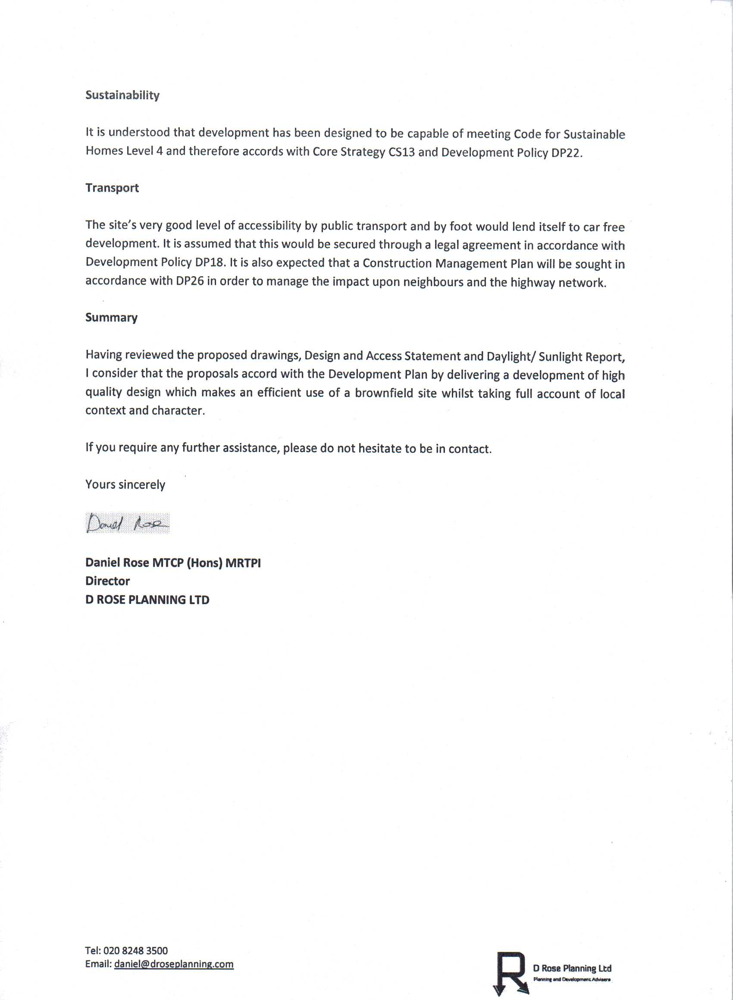 Sustainability
It is understood that development has been designed to be capable of meeting Code for Sustainable
Homes Level 4 and therefore accords with Core Strategy CS13 and Development Policy DP22.
Transport
The site's very good level of accessibility by public transport and by foot would lend itself to car free
development. It is assumed that this would be secured through a legal agreement in accordance with
Development Policy DP18. It is also expected that a Construction Management Plan will be sought in
accordance with DP26 in order to manage the impact upon neighbours and the highway network.
Summary
Having reviewed the proposed drawings, Design and Access Statement and Daylight/ Sunlight Report,
I consider that the proposals accord with the Development Plan by delivering a development of high
quality design which makes an efficient use of a brownfield site whilst taking full account of local
context and character.
If you require any further assistance, please do not hesitate to be in contact.
Yours sincerely
Daniel Rose
Daniel Rose MTCP (Hons) MRTPI
Director
D ROSE PLANNING LTD
Tel: 020 8248 3500
Email: daniel@droseplanning.com
R
D Rose Planning Ltd
Planning and Development Advisers